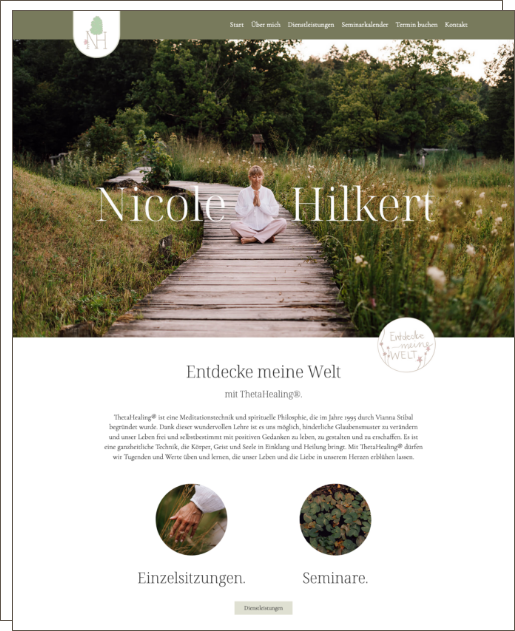 NH
Start Über mich Dienstleistungen Seminarkalender Termin buchen Kontakt
Nicole Hilkert
Entdecke
meine
WELT
Entdecke meine Welt
mit ThetaHealing®.
ThetaHealing® ist eine Meditationstechnik und spirituelle Philosphie, die im Jahre 1995 durch Vianna Stibal
begründet wurde. Dank dieser wundervollen Lehre ist es uns möglich, hinderliche Glaubensmuster zu verändern
und unser Leben frei und selbstbestimmt mit positiven Gedanken zu leben, zu gestalten und zu erschaffen. Es ist
eine ganzheitliche Technik, die Körper, Geist und Seele in Einklang und Heilung bringt. Mit ThetaHealing® dürfen
wir Tugenden und Werte üben und lernen, die unser Leben und die Liebe in unserem Herzen erblühen lassen.
Einzelsitzungen. Seminare.
Dienstleistungen